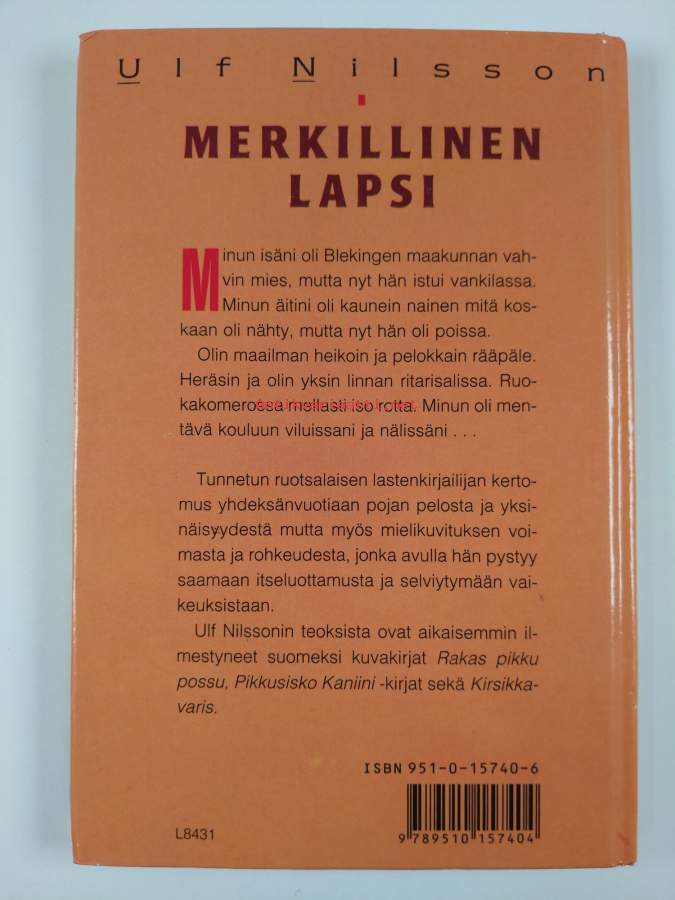 Ulf Nilsson
MERKILLINEN
LAPSI
Minun isäni oli Blekingen maakunnan vah-
vin mies, mutta nyt hän istui vankilassa.
Minun äitini oli kaunein nainen mitä kos-
kaan oli nähty, mutta nyt hän oli poissa.
Olin maailman heikoin ja pelokkain rääpäle.
Heräsin ja olin yksin linnan ritarisalissa. Ruo-
kakomerossa mellasti iso rotta. Minun oli men-
tävä kouluun viluissani ja nälissäni . . .
Tunnetun ruotsalaisen lastenkirjailijan kerto-
mus yhdeksänvuotiaan pojan pelosta ja yksi-
näisyydestä mutta myös mielikuvituksen voi-
masta ja rohkeudesta, jonka avulla hän pystyy
saamaan itseluottamusta ja selviytymään vai-
keuksistaan.
Ulf Nilssonin teoksista ovat aikaisemmin il-
mestyneet suomeksi kuvakirjat Rakas pikku
possu, Pikkusisko Kaniini -kirjat sekä Kirsikka-
varis.
ISBN 951-0-15740-6
9 789510 157404
L8431